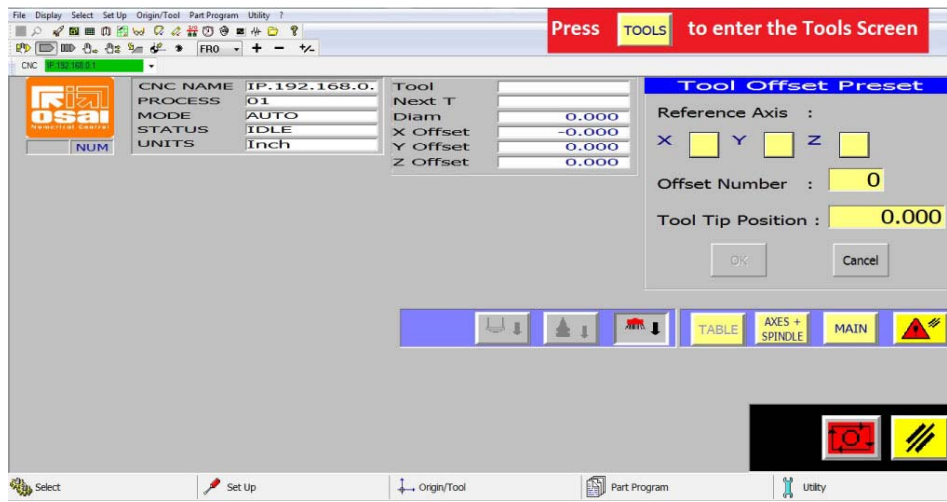 File Display Select Set Up Origin/Tool Part Program Utility ?
Press TOOLS to enter the Tools Screen
FR0
CNC IP.192.168.0.1
osai
Numerical Control
NUM
CNC NAME IP.192.168.0.
PROCESS 01
MODE AUTO
STATUS IDLE
UNITS Inch
Tool
Next T
Diam 0.000
X Offset -0.000
Y Offset 0.000
Z Offset 0.000
Tool Offset Preset
Reference Axis :
X Y Z
Offset Number : 0
Tool Tip Position : 0.000
OK Cancel
TABLE AXES + SPINDLE MAIN
Select Set Up Origin/Tool Part Program Utility